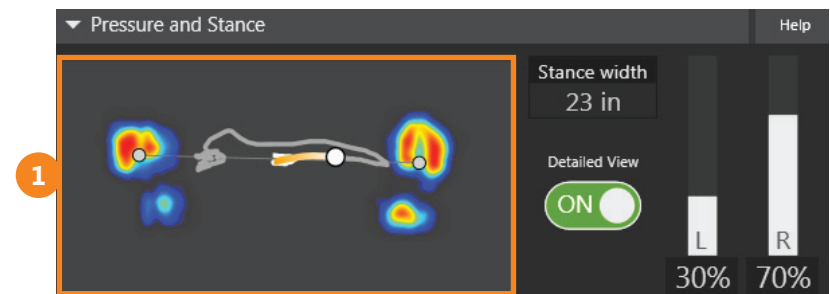 Pressure and Stance
Help
1
Stance width
23 in
Detailed View
ON
L
R
30%
70%